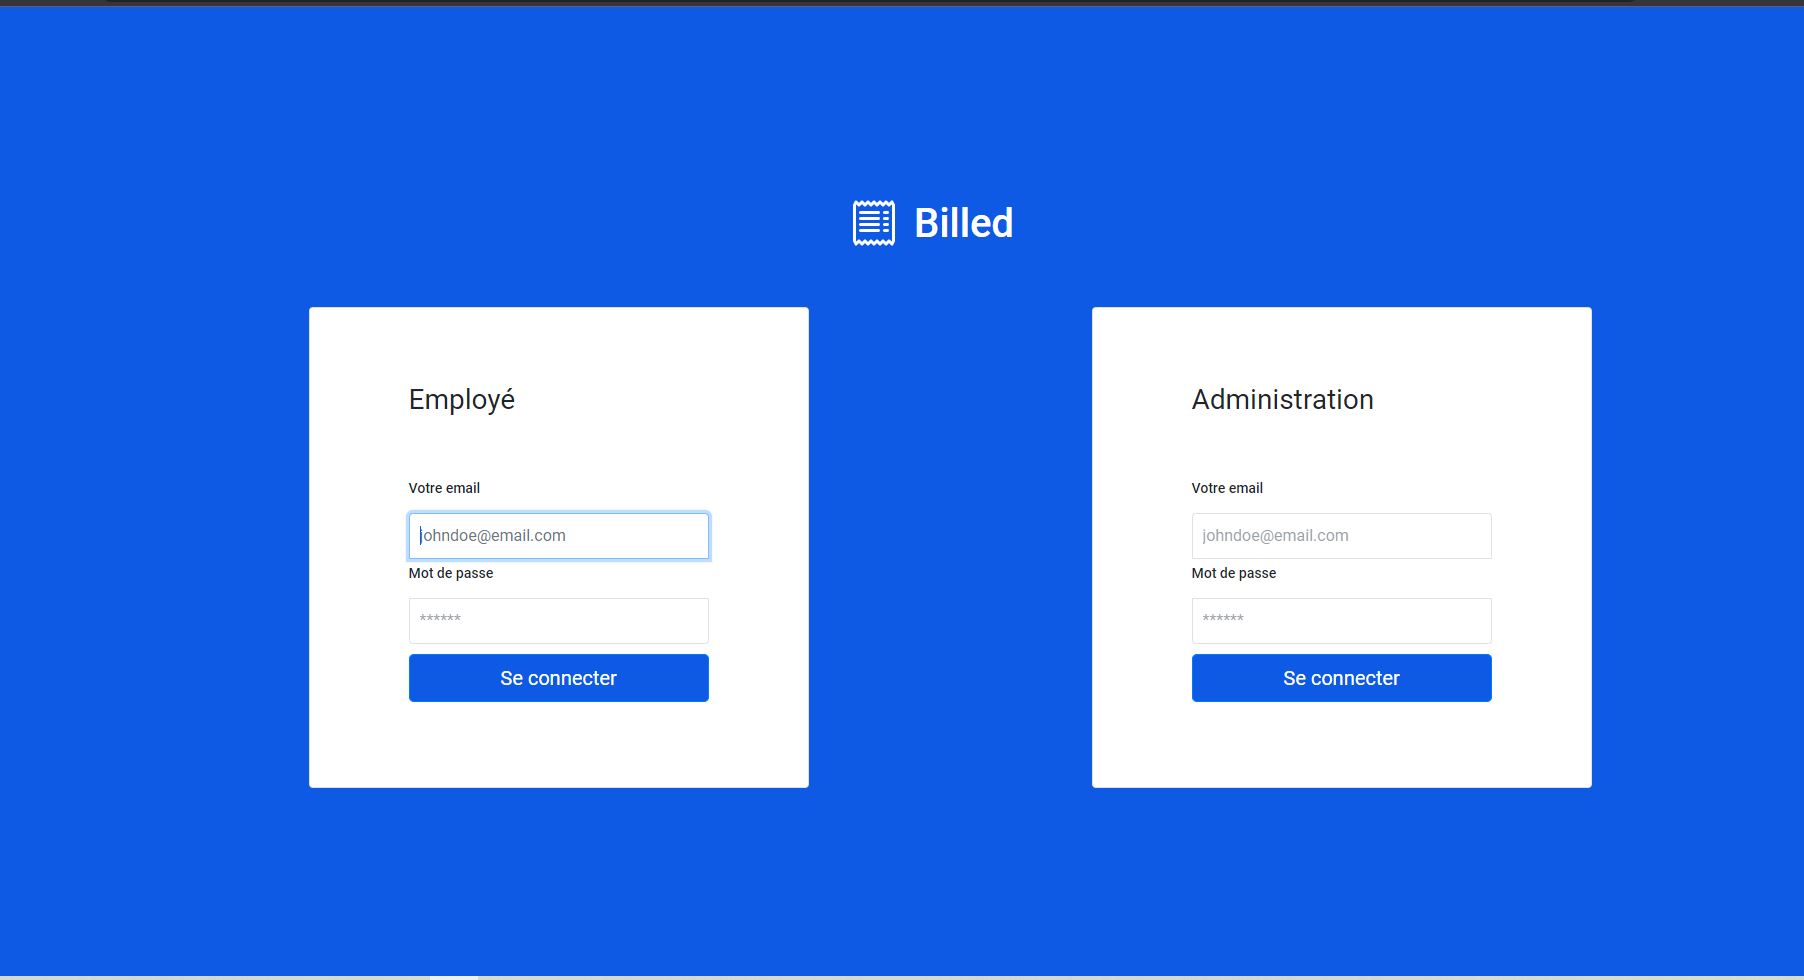 Billed
Employé
Votre email
johndoe@email.com
Mot de passe
******
Se connecter
Administration
Votre email
johndoe@email.com
Mot de passe
******
Se connecter